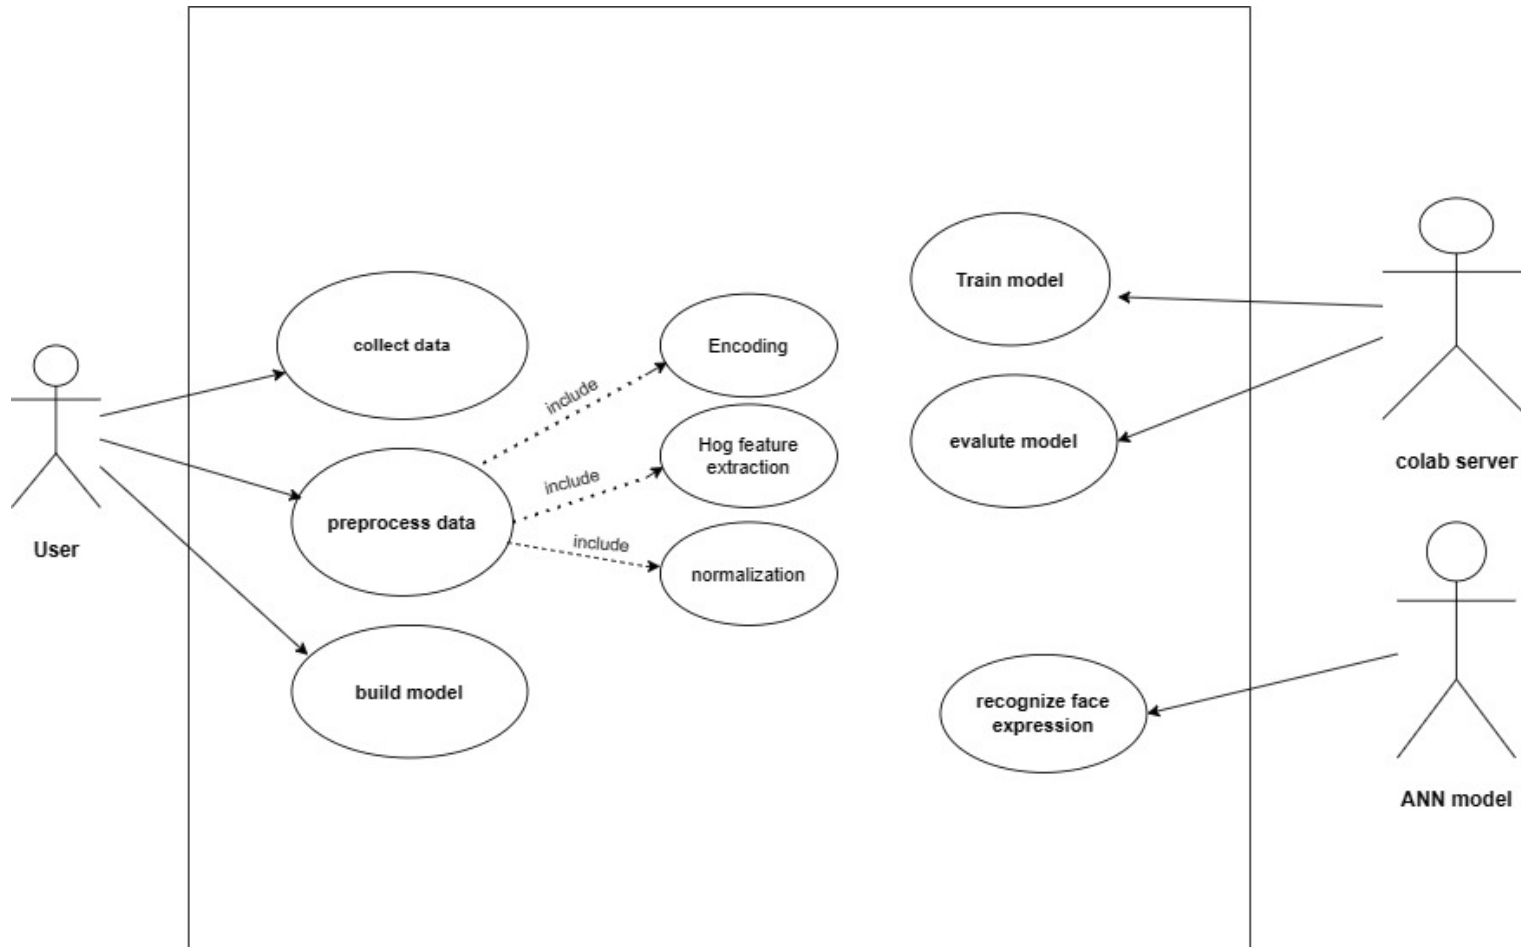 Train model
collect data
Encoding
include
Hog feature
extraction
evalute model
colab server
include
preprocess data
include
normalization
User
build model
recognize face
expression
ANN model